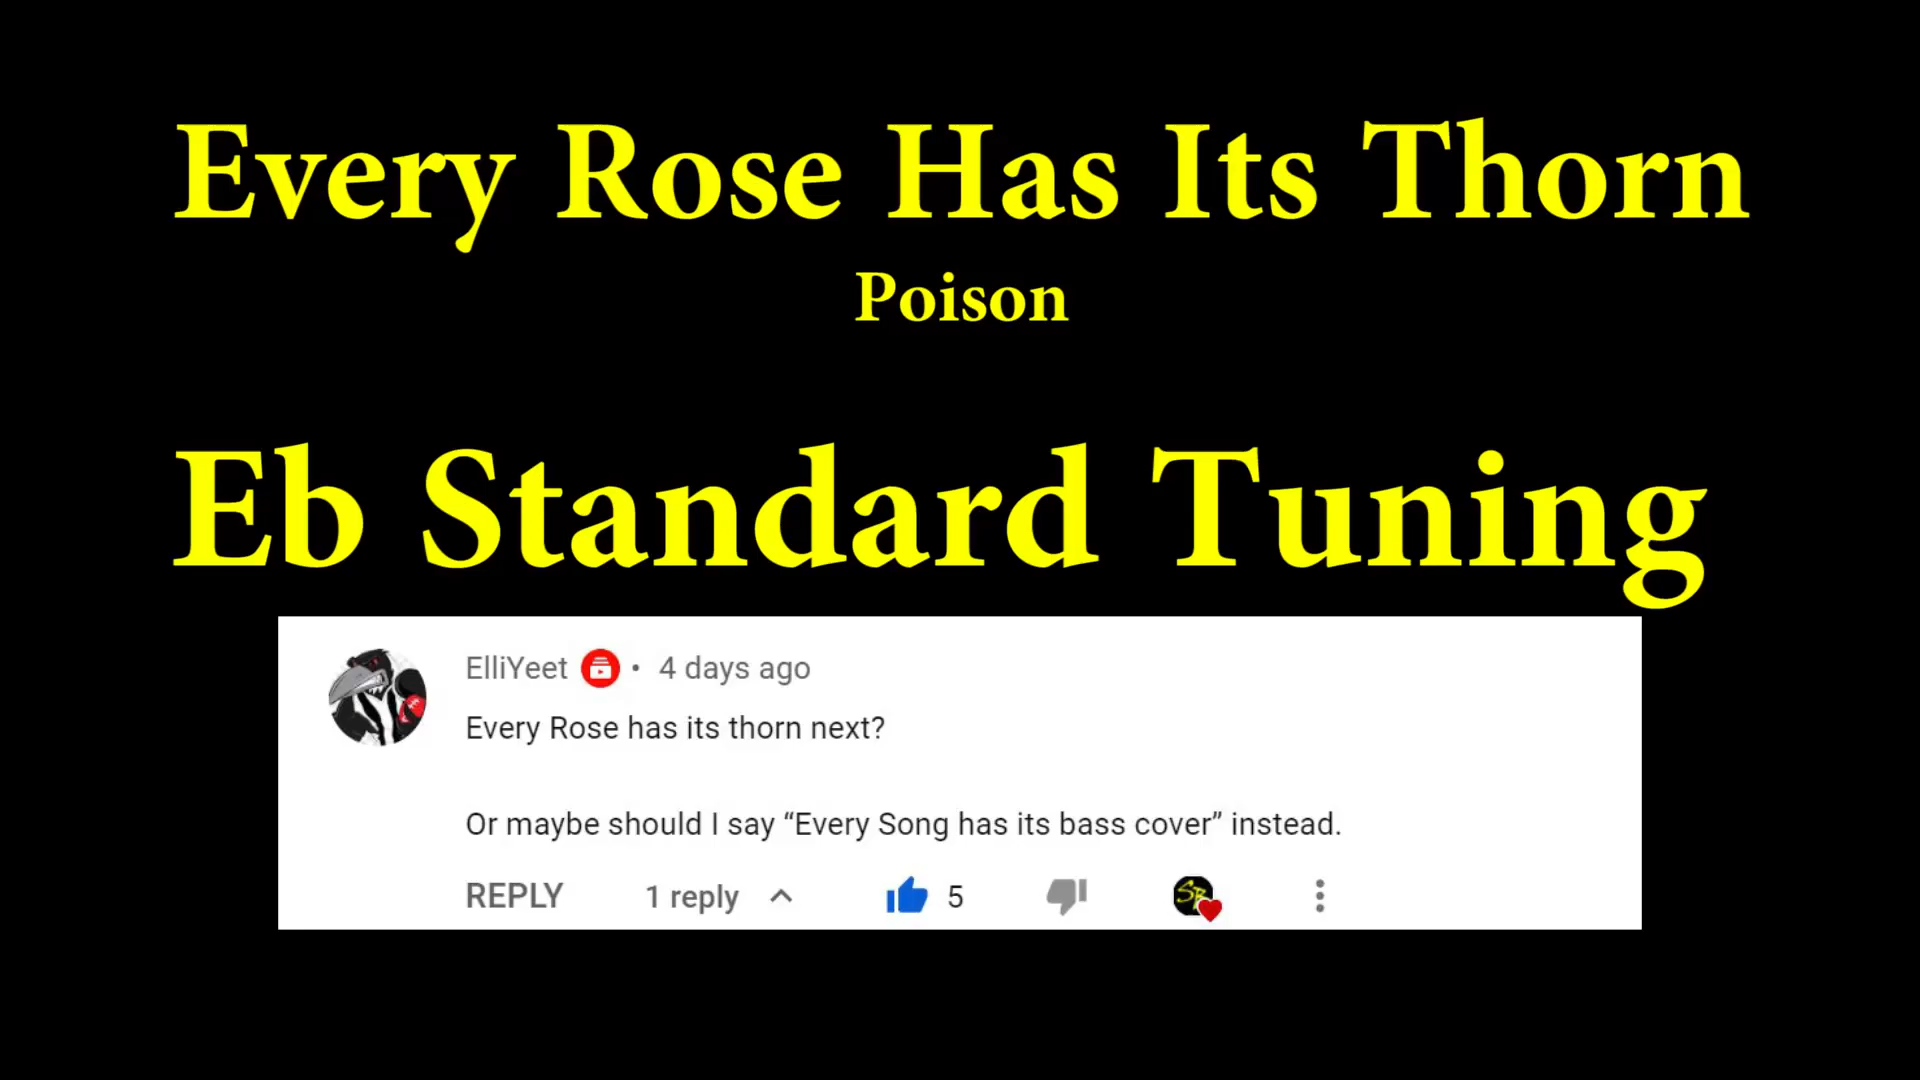 Every Rose Has Its Thorn
Poison
Eb Standard Tuning
ElliYeet • 4 days ago
Every Rose has its thorn next?
Or maybe should I say “Every Song has its bass cover” instead.
REPLY 1 reply 5
SB